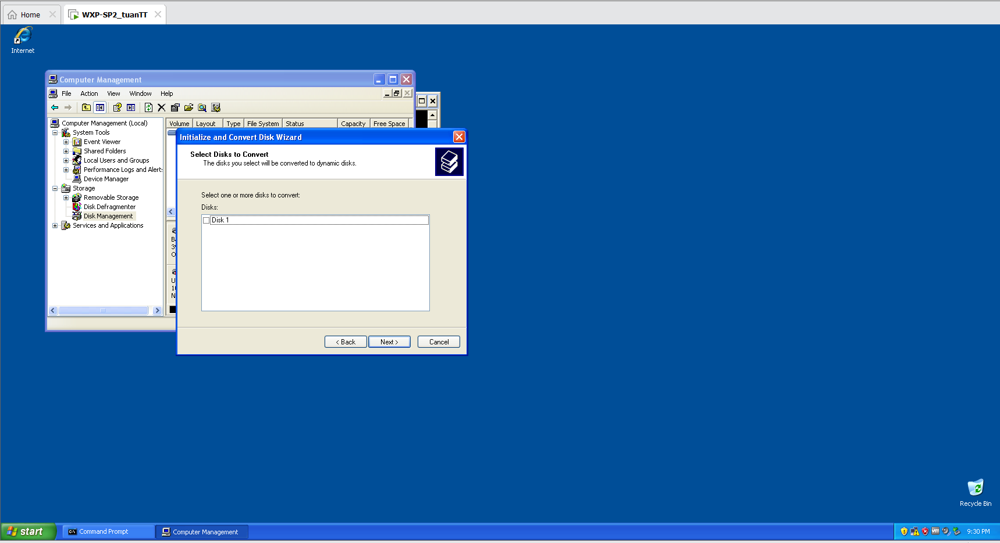 Home
WXP-SP2_tuanTT
Internet
Computer Management
File Action View Window Help
Computer Management (Local)
System Tools
Event Viewer
Shared Folders
Local Users and Groups
Performance Logs and Alert
Device Manager
Storage
Removable Storage
Disk Defragmenter
Disk Management
Services and Applications
Volume Layout Type File System Status Capacity Free Space
Initialize and Convert Disk Wizard
Select Disks to Convert
The disks you select will be converted to dynamic disks.
Select one or more disks to convert:
Disks:
Disk 1
< Back Next > Cancel
Recycle Bin
start
Command Prompt
Computer Management
9:30 PM